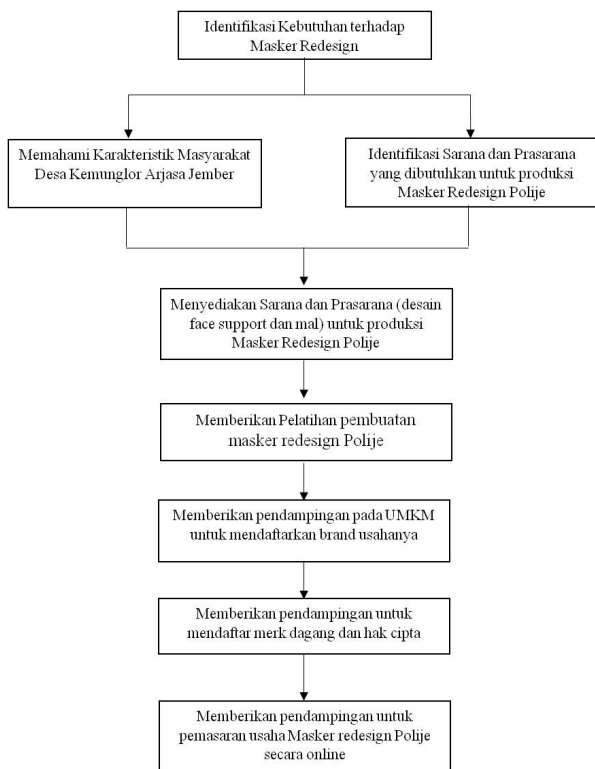 Identifikasi Kebutuhan terhadap
Masker Redesign
Memahami Karakteristik Masyarakat
Desa Kemunglor Arjasa Jember
Identifikasi Sarana dan Prasarana
yang dibutuhkan untuk produksi
Masker Redesign Polije
Menyediakan Sarana dan Prasarana (desain
face support dan mal) untuk produksi
Masker Redesign Polije
Memberikan Pelatihan pembuatan
masker redesign Polije
Memberikan pendampingan pada UMKM
untuk mendaftarkan brand usahanya
Memberikan pendampingan untuk
mendaftar merk dagang dan hak cipta
Memberikan pendampingan untuk
pemasaran usaha Masker redesign Polije
secara online